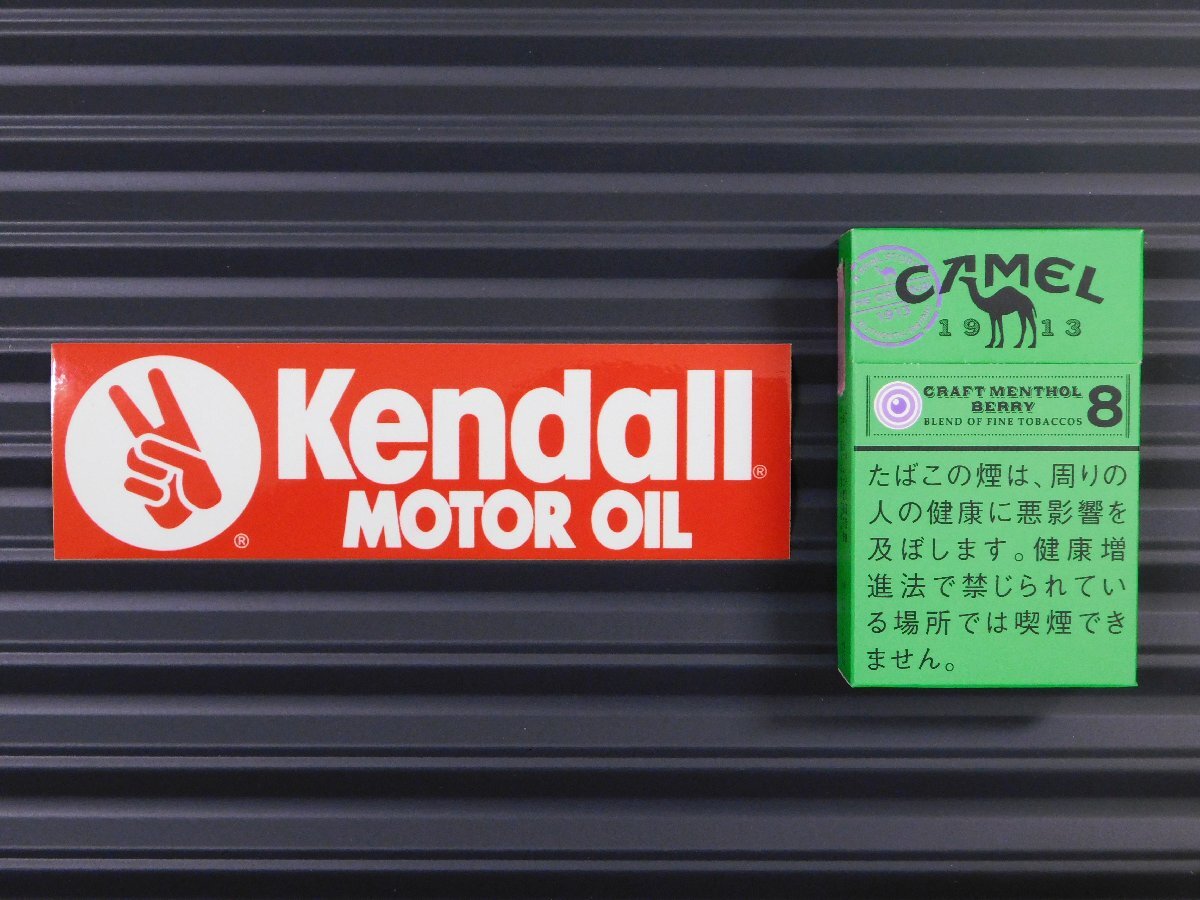 Kendall®
MOTOR OIL
®
CAMEL
1913
CRAFT MENTHOL
BERRY
8
BLEND OF FINE TOBACCOS
たばこの煙は、周りの
人の健康に悪影響を
及ぼします。健康増
進法で禁じられてい
る場所では喫煙でき
ません。